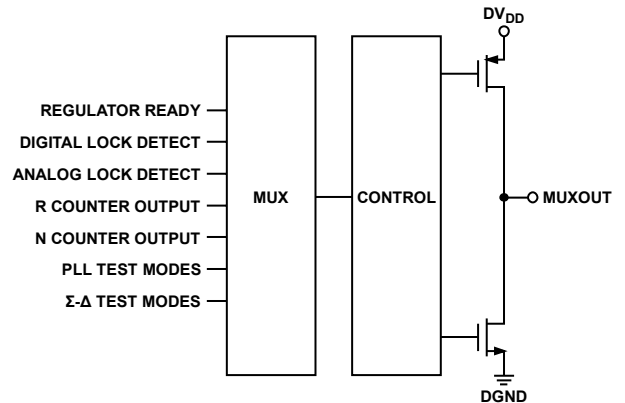 DVDD
REGULATOR READY
DIGITAL LOCK DETECT
ANALOG LOCK DETECT
R COUNTER OUTPUT
N COUNTER OUTPUT
PLL TEST MODES
Σ-Δ TEST MODES
MUX
CONTROL
MUXOUT
DGND